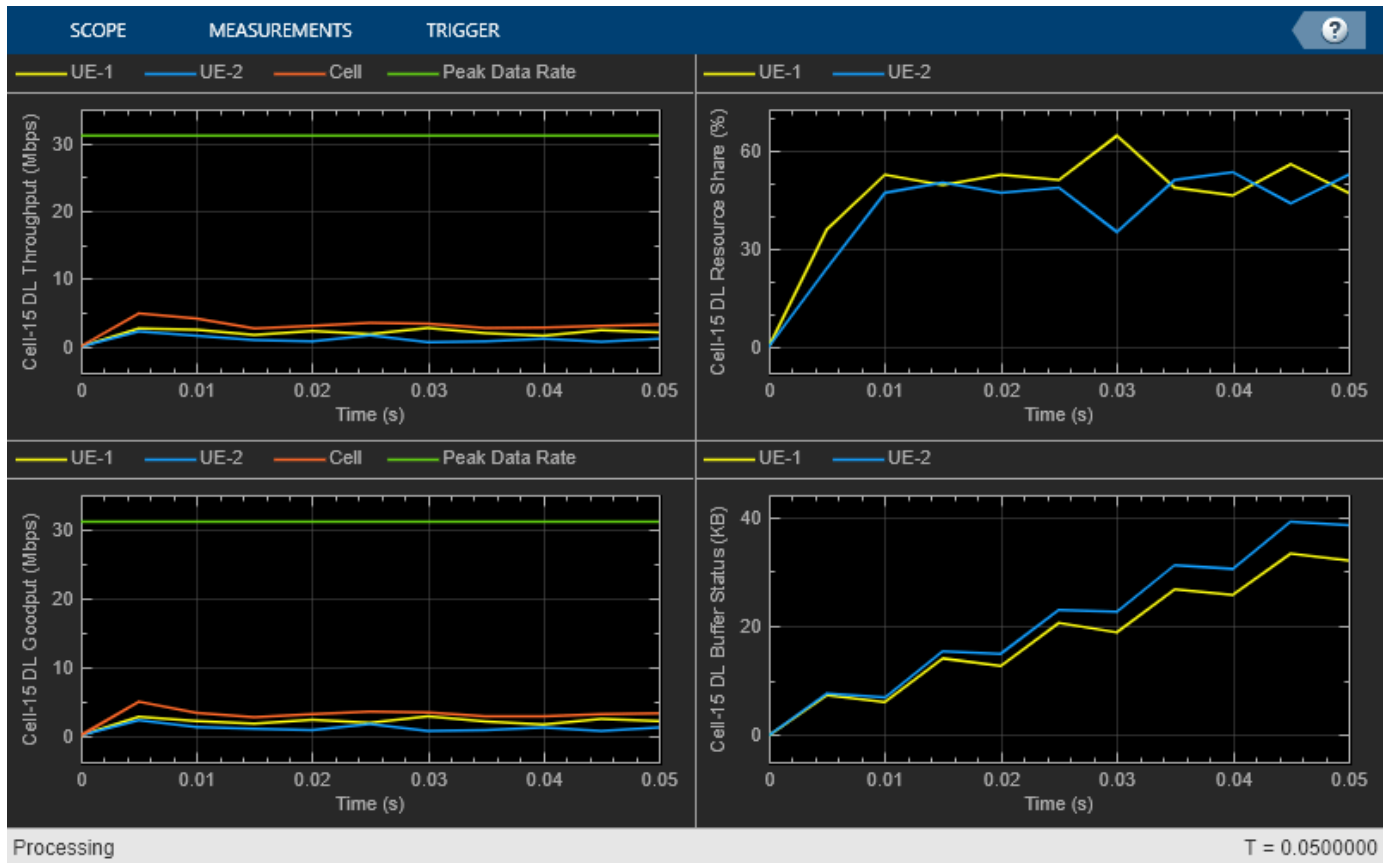 SCOPE MEASUREMENTS TRIGGER ?
UE-1 UE-2 Cell Peak Data Rate
Cell-15 DL Throughput (Mbps)
30
20
10
0
0 0.01 0.02 0.03 0.04 0.05
Time (s)
UE-1 UE-2
Cell-15 DL Resource Share (%)
60
30
0
0 0.01 0.02 0.03 0.04 0.05
Time (s)
UE-1 UE-2 Cell Peak Data Rate
Cell-15 DL Goodput (Mbps)
30
20
10
0
0 0.01 0.02 0.03 0.04 0.05
Time (s)
UE-1 UE-2
Cell-15 DL Buffer Status (KB)
40
20
0
0 0.01 0.02 0.03 0.04 0.05
Time (s)
Processing T = 0.0500000